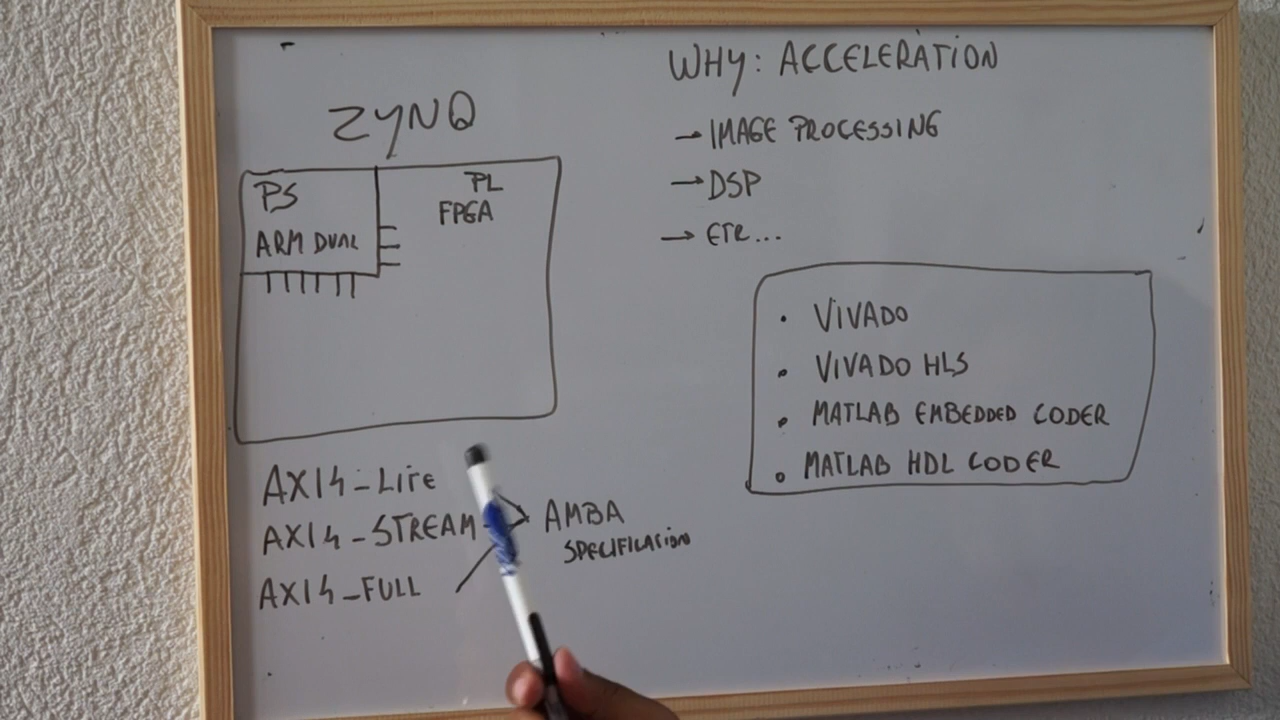 ZYNQ
PS
ARM DUAL
PL
FPGA
AXI4-Lite
AXI4-STREAM
AXI4-FULL
AMBA
SPECIFICATION
WHY: ACCELERATION
→ IMAGE PROCESSING
→ DSP
→ ETC...
• VIVADO
• VIVADO HLS
• MATLAB EMBEDDED CODER
• MATLAB HDL CODER